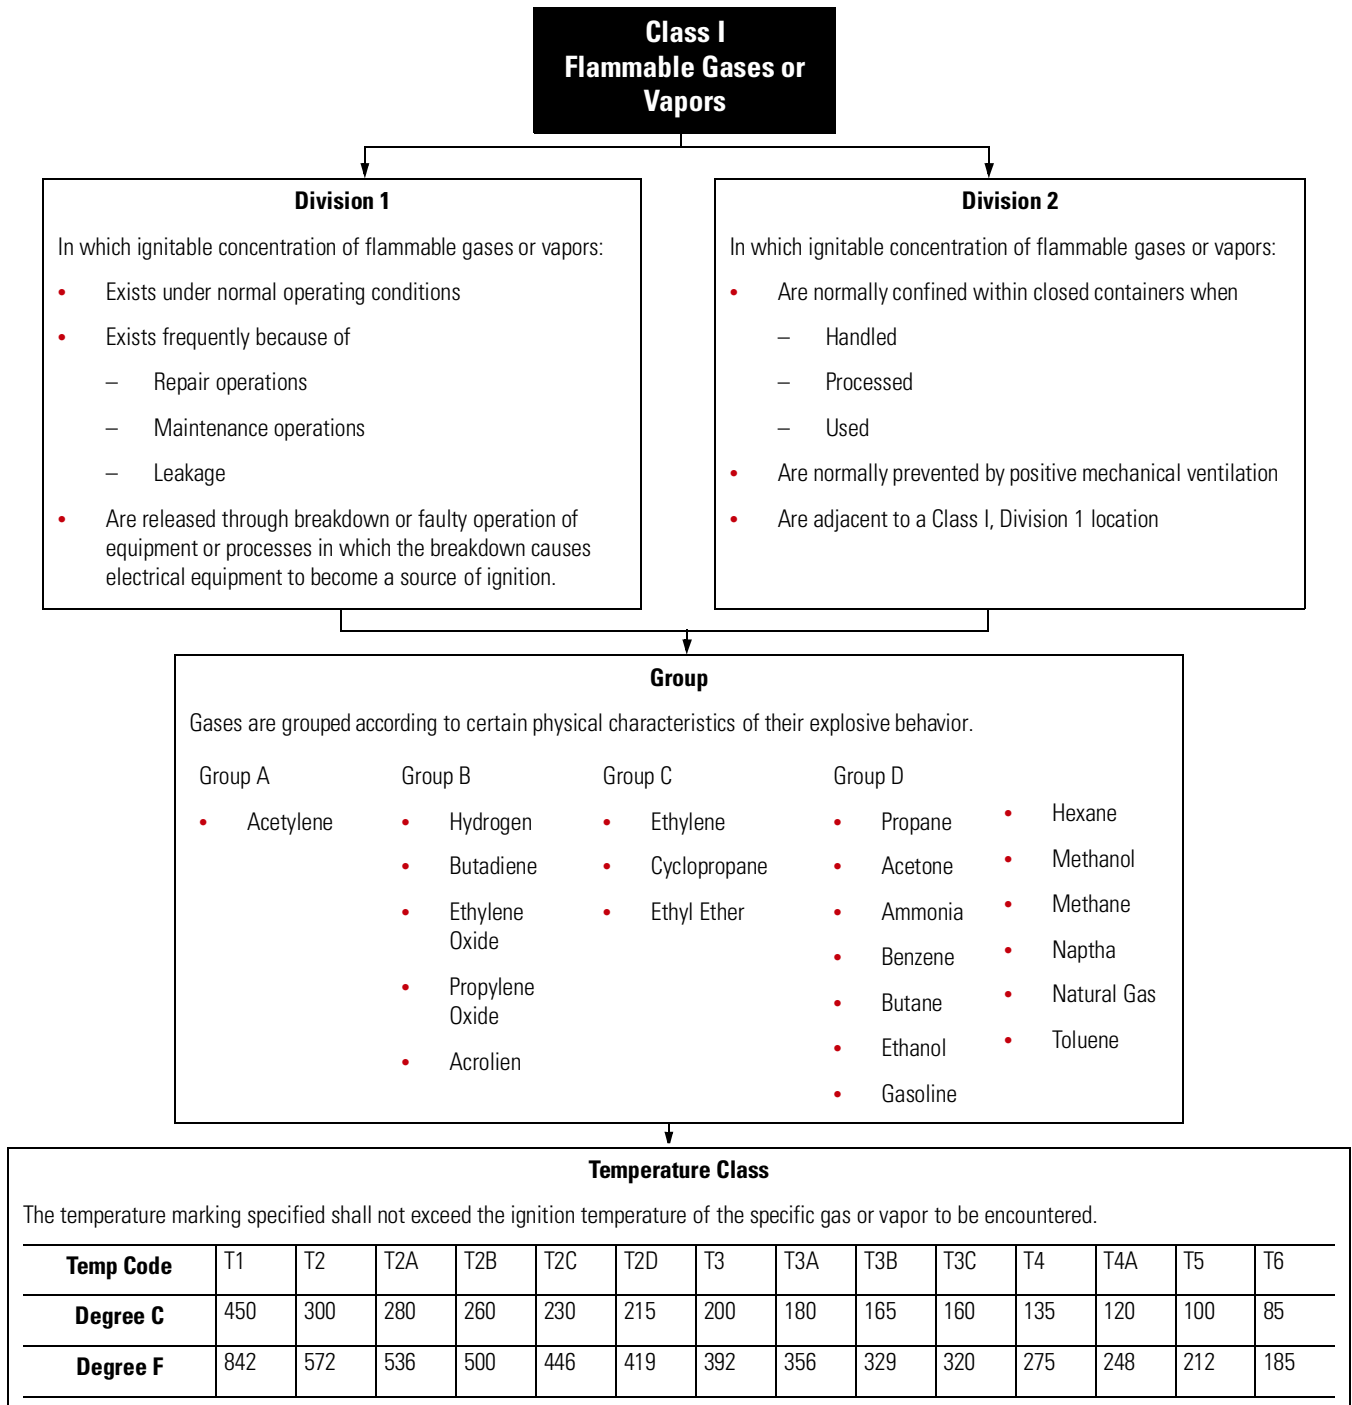 Class I
Flammable Gases or
Vapors
Division 1
In which ignitable concentration of flammable gases or vapors:
• Exists under normal operating conditions
• Exists frequently because of
– Repair operations
– Maintenance operations
– Leakage
• Are released through breakdown or faulty operation of
equipment or processes in which the breakdown causes
electrical equipment to become a source of ignition.
Division 2
In which ignitable concentration of flammable gases or vapors:
• Are normally confined within closed containers when
– Handled
– Processed
– Used
• Are normally prevented by positive mechanical ventilation
• Are adjacent to a Class I, Division 1 location
Group
Gases are grouped according to certain physical characteristics of their explosive behavior.
Group A
• Acetylene
Group B
• Hydrogen
• Butadiene
• Ethylene
Oxide
• Propylene
Oxide
• Acrolien
Group C
• Ethylene
• Cyclopropane
• Ethyl Ether
Group D
• Propane
• Acetone
• Ammonia
• Benzene
• Butane
• Ethanol
• Gasoline
• Hexane
• Methanol
• Methane
• Naptha
• Natural Gas
• Toluene
Temperature Class
The temperature marking specified shall not exceed the ignition temperature of the specific gas or vapor to be encountered.
Temp Code T1 T2 T2A T2B T2C T2D T3 T3A T3B T3C T4 T4A T5 T6
Degree C 450 300 280 260 230 215 200 180 165 160 135 120 100 85
Degree F 842 572 536 500 446 419 392 356 329 320 275 248 212 185